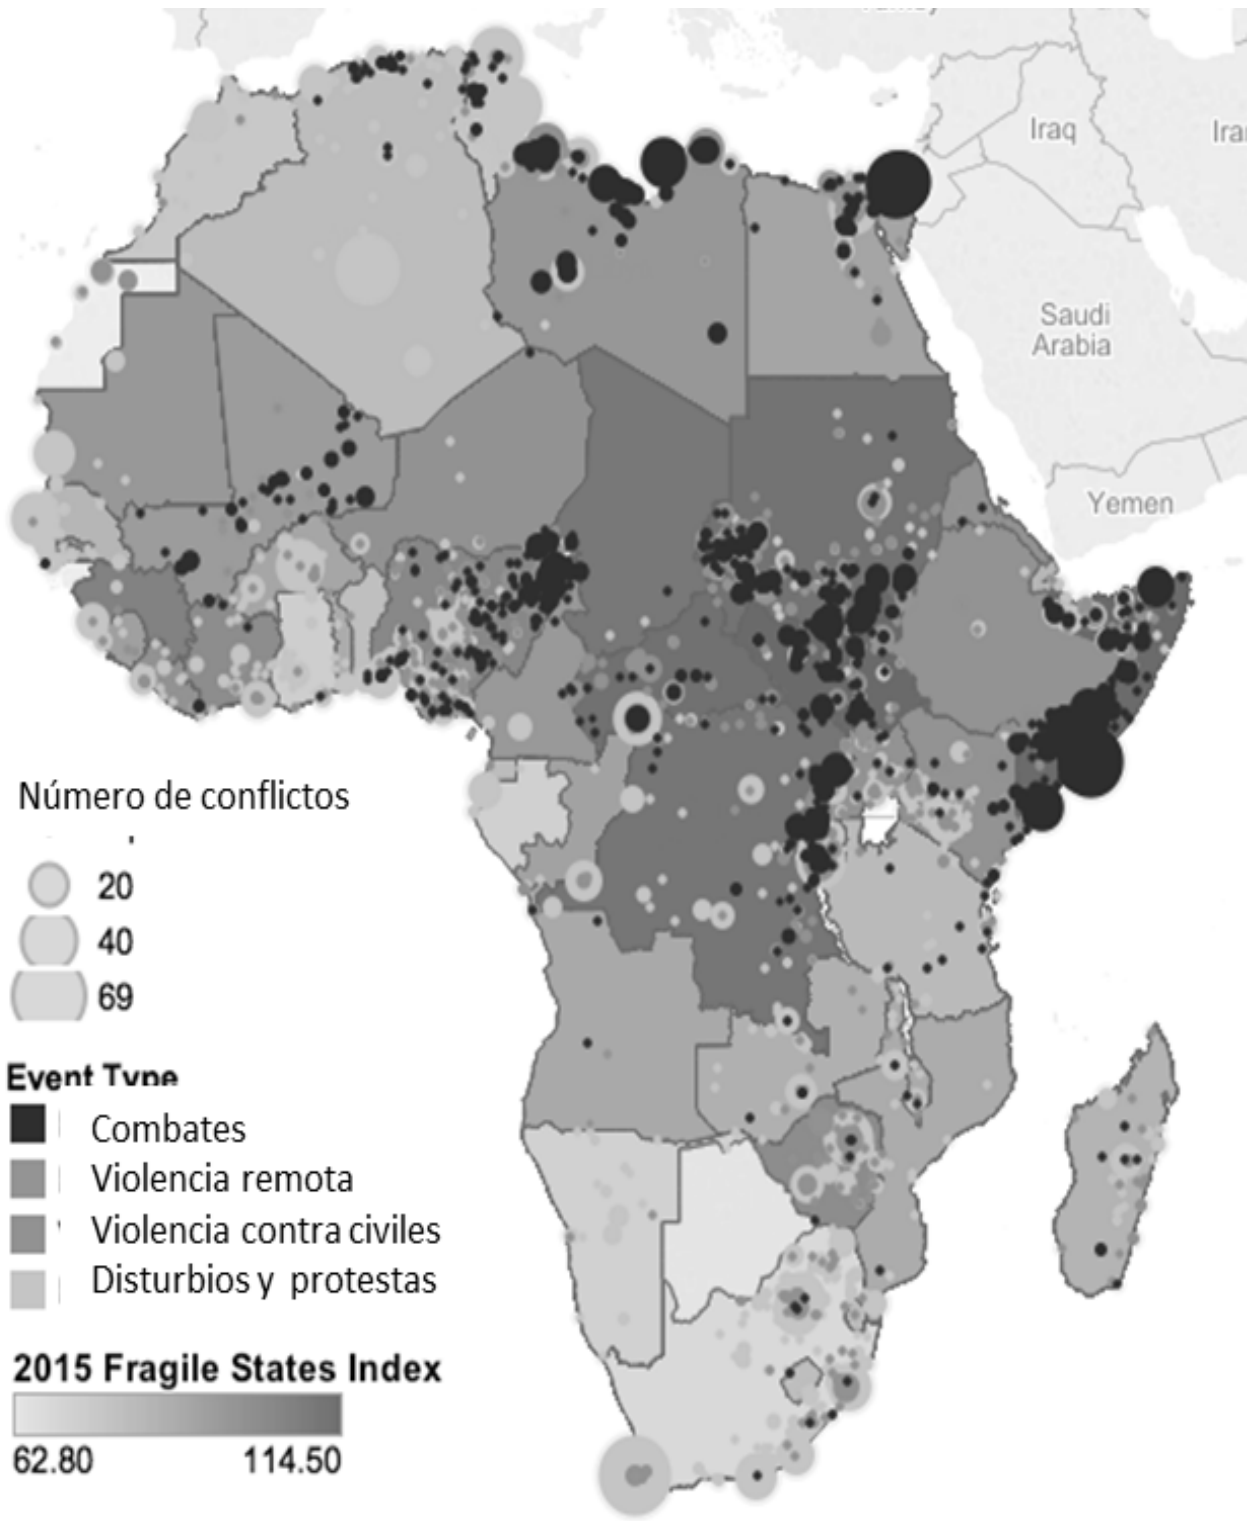 Iraq
Saudi
Arabia
Yemen
Número de conflictos
20
40
69
Event Type
Combates
Violencia remota
Violencia contra civiles
Disturbios y protestas
2015 Fragile States Index
62.80 114.50